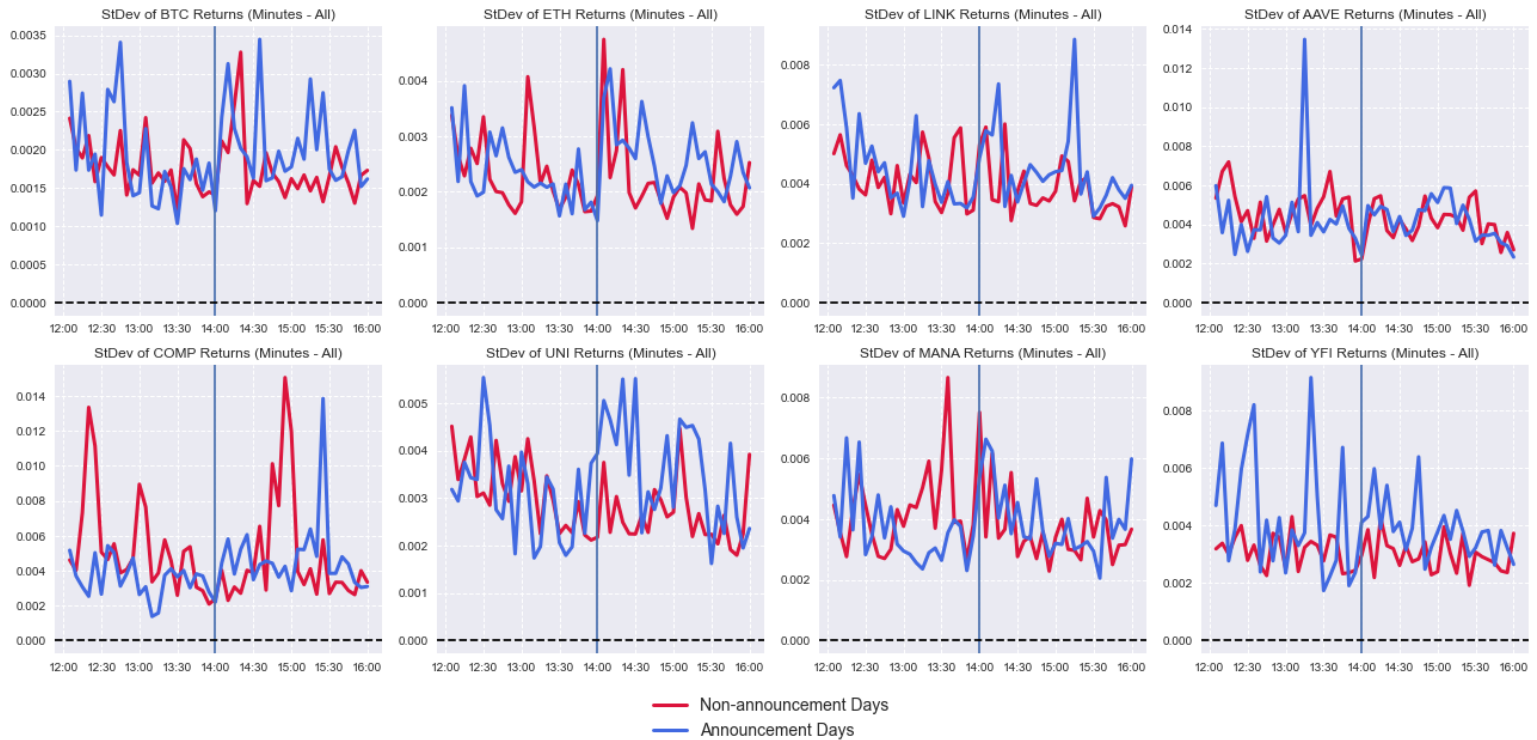 StDev of BTC Returns (Minutes - All)
0.0035
0.0030
0.0025
0.0020
0.0015
0.0010
0.0005
0.0000
12:00 12:30 13:00 13:30 14:00 14:30 15:00 15:30 16:00
StDev of ETH Returns (Minutes - All)
0.004
0.003
0.002
0.001
0.000
12:00 12:30 13:00 13:30 14:00 14:30 15:00 15:30 16:00
StDev of LINK Returns (Minutes - All)
0.008
0.006
0.004
0.002
0.000
12:00 12:30 13:00 13:30 14:00 14:30 15:00 15:30 16:00
StDev of AAVE Returns (Minutes - All)
0.014
0.012
0.010
0.008
0.006
0.004
0.002
0.000
12:00 12:30 13:00 13:30 14:00 14:30 15:00 15:30 16:00
StDev of COMP Returns (Minutes - All)
0.014
0.012
0.010
0.008
0.006
0.004
0.002
0.000
12:00 12:30 13:00 13:30 14:00 14:30 15:00 15:30 16:00
StDev of UNI Returns (Minutes - All)
0.005
0.004
0.003
0.002
0.001
0.000
12:00 12:30 13:00 13:30 14:00 14:30 15:00 15:30 16:00
StDev of MANA Returns (Minutes - All)
0.008
0.006
0.004
0.002
0.000
12:00 12:30 13:00 13:30 14:00 14:30 15:00 15:30 16:00
StDev of YFI Returns (Minutes - All)
0.008
0.006
0.004
0.002
0.000
12:00 12:30 13:00 13:30 14:00 14:30 15:00 15:30 16:00
Non-announcement Days
Announcement Days